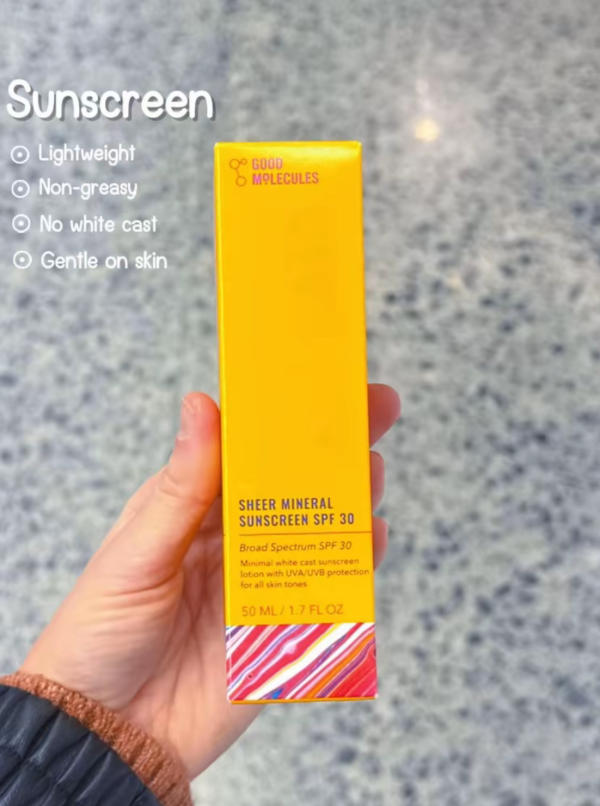 Sunscreen
Lightweight
Non-greasy
No white cast
Gentle on skin
GOOD
MOLECULES
SHEER MINERAL
SUNSCREEN SPF 30
Broad Spectrum SPF 30
Minimal white cast sunscreen
lotion with UVA/UVB protection
for all skin tones
50 ML / 1.7 FL OZ